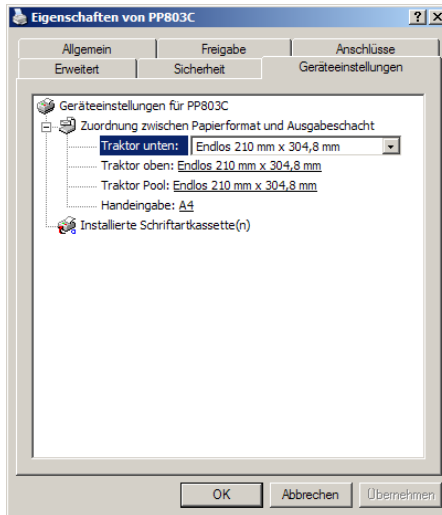 Eigenschaften von PP803C
Allgemein Freigabe Anschlüsse
Erweitert Sicherheit Geräteeinstellungen
Geräteeinstellungen für PP803C
Zuordnung zwischen Papierformat und Ausgabeschacht
Traktor unten: Endlos 210 mm x 304,8 mm
Traktor oben: Endlos 210 mm x 304,8 mm
Traktor Pool: Endlos 210 mm x 304,8 mm
Handeingabe: A4
Installierte Schriftartkassette(n)
OK Abbrechen Übernehmen